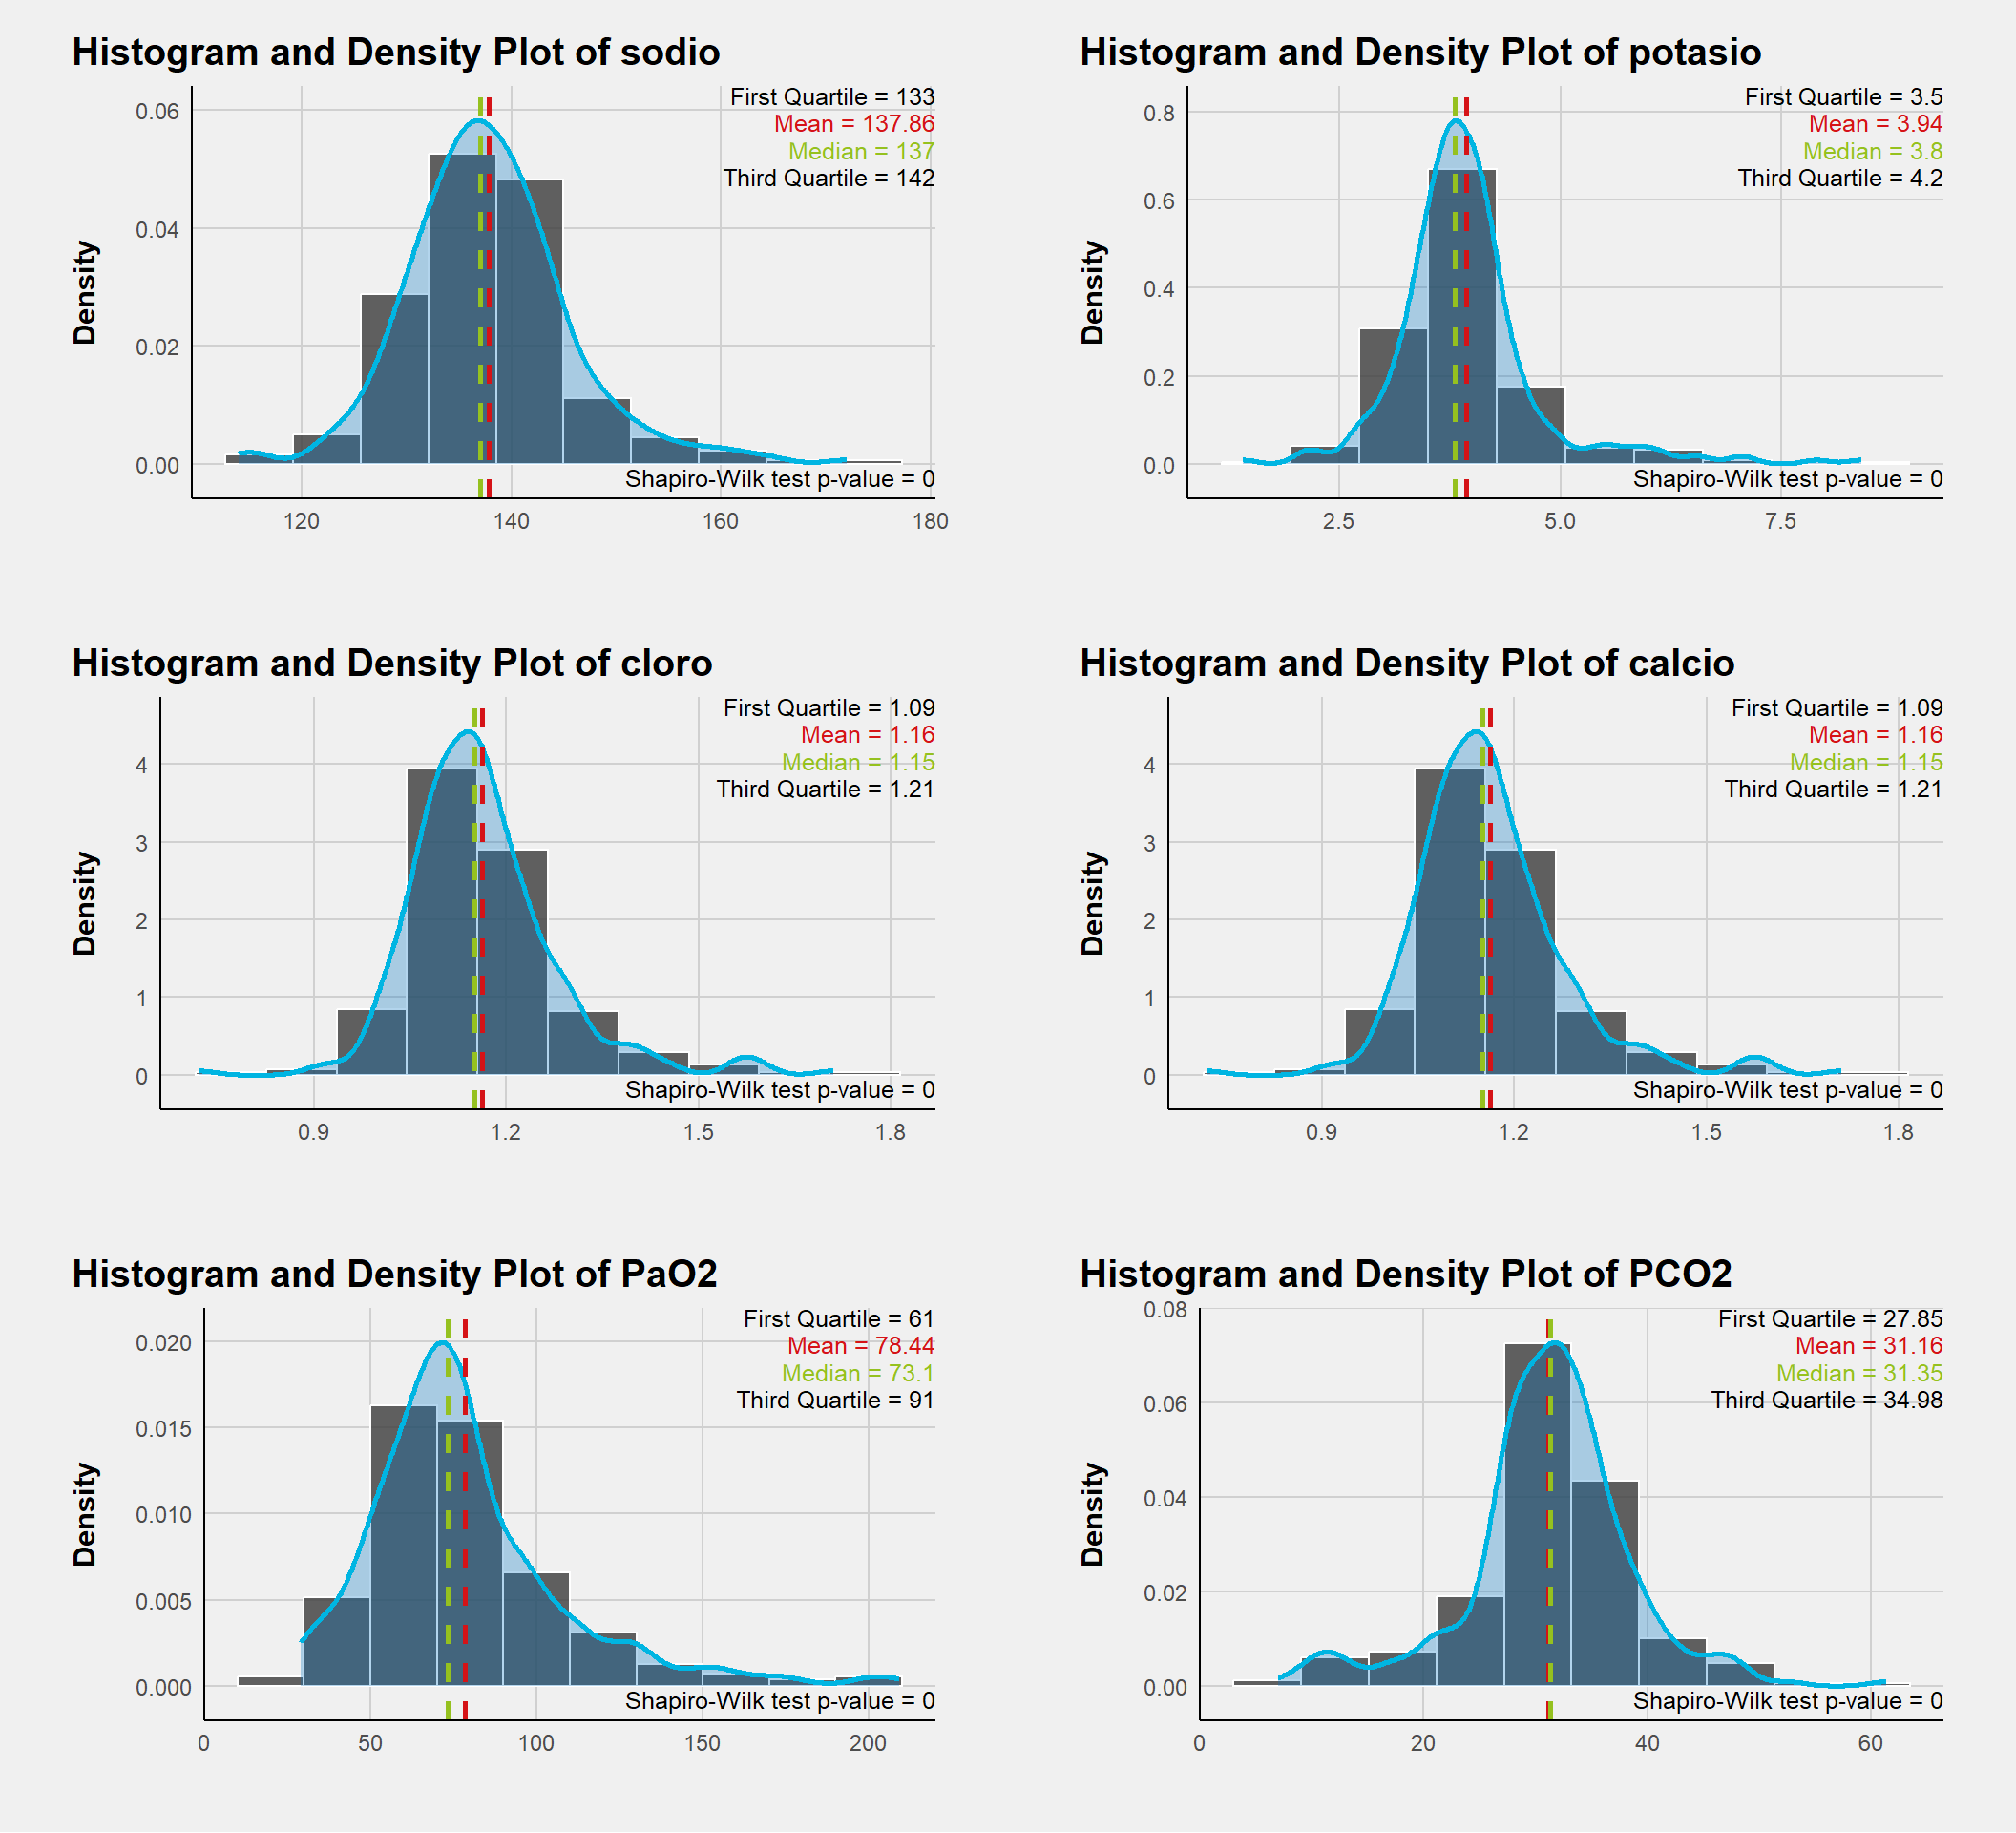 Histogram and Density Plot of sodio
First Quartile = 133
Mean = 137.86
Median = 137
Third Quartile = 142
Density
0.06
0.04
0.02
0.00
Shapiro-Wilk test p-value = 0
120 140 160 180
Histogram and Density Plot of potasio
First Quartile = 3.5
Mean = 3.94
Median = 3.8
Third Quartile = 4.2
Density
0.8
0.6
0.4
0.2
0.0
Shapiro-Wilk test p-value = 0
2.5 5.0 7.5
Histogram and Density Plot of cloro
First Quartile = 1.09
Mean = 1.16
Median = 1.15
Third Quartile = 1.21
Density
4
3
2
1
0
Shapiro-Wilk test p-value = 0
0.9 1.2 1.5 1.8
Histogram and Density Plot of calcio
First Quartile = 1.09
Mean = 1.16
Median = 1.15
Third Quartile = 1.21
Density
4
3
2
1
0
Shapiro-Wilk test p-value = 0
0.9 1.2 1.5 1.8
Histogram and Density Plot of PaO2
First Quartile = 61
Mean = 78.44
Median = 73.1
Third Quartile = 91
Density
0.020
0.015
0.010
0.005
0.000
Shapiro-Wilk test p-value = 0
0 50 100 150 200
Histogram and Density Plot of PCO2
First Quartile = 27.85
Mean = 31.16
Median = 31.35
Third Quartile = 34.98
Density
0.08
0.06
0.04
0.02
0.00
Shapiro-Wilk test p-value = 0
0 20 40 60